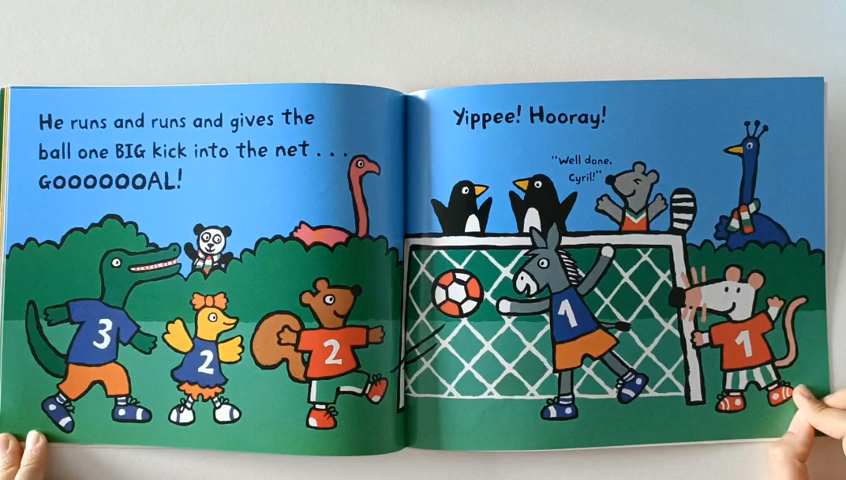 He runs and runs and gives the
ball one BIG kick into the net . . .
GOOOOOOAL!
Yippee! Hooray!
"Well done,
Cyril!"
3
2
2
1
1